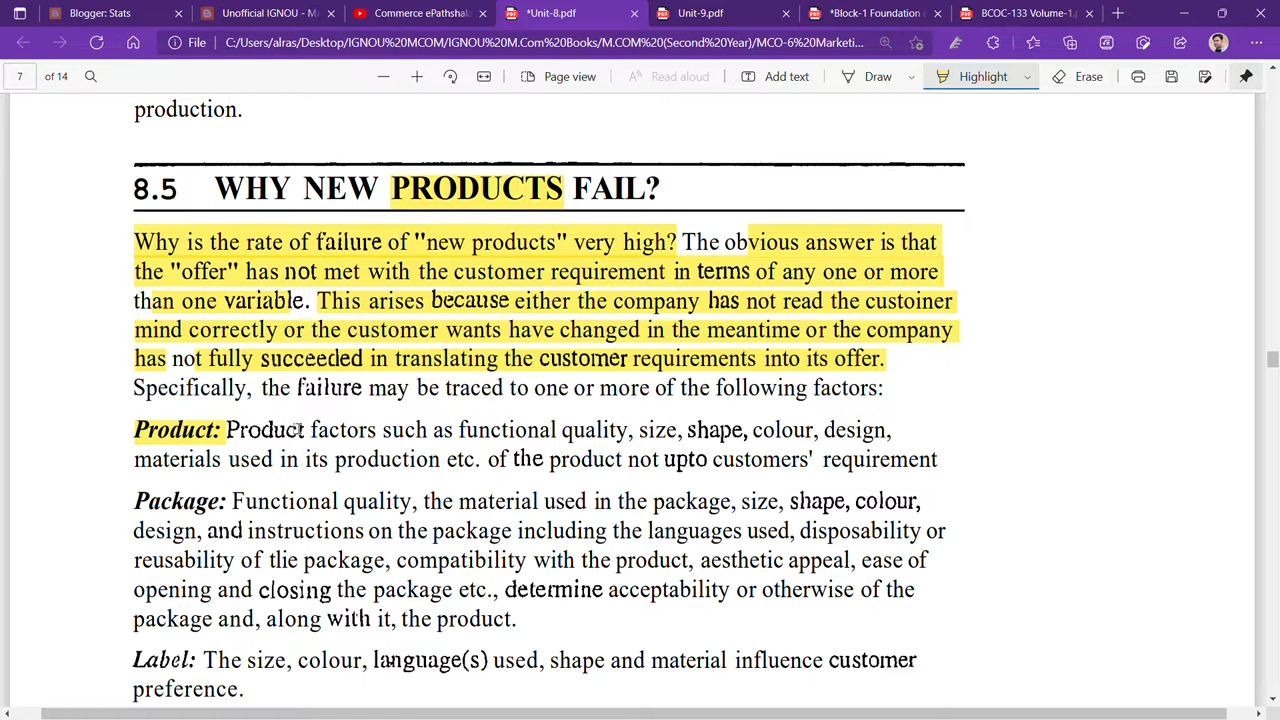 Blogger: Stats
Unofficial IGNOU - MA
Commerce ePathshal
*Unit-8.pdf
Unit-9.pdf
*Block-1 Foundation o
BCOC-133 Volume-1.p
File C:/Users/alras/Desktop/IGNOU%20MCOM/IGNOU%20M.Com%20Books/M.COM%20(Second%20Year)/MCO-6%20Marketi...
7 of 14 Page view Read aloud Add text Draw Highlight Erase
production.
8.5 WHY NEW PRODUCTS FAIL?
Why is the rate of failure of "new products" very high? The obvious answer is that
the "offer" has not met with the customer requirement in terms of any one or more
than one variable. This arises because either the company has not read the custoiner
mind correctly or the customer wants have changed in the meantime or the company
has not fully succeeded in translating the customer requirements into its offer.
Specifically, the failure may be traced to one or more of the following factors:
Product: Product factors such as functional quality, size, shape, colour, design,
materials used in its production etc. of the product not upto customers' requirement
Package: Functional quality, the material used in the package, size, shape, colour,
design, and instructions on the package including the languages used, disposability or
reusability of tlie package, compatibility with the product, aesthetic appeal, ease of
opening and closing the package etc., determine acceptability or otherwise of the
package and, along with it, the product.
Label: The size, colour, language(s) used, shape and material influence customer
preference.